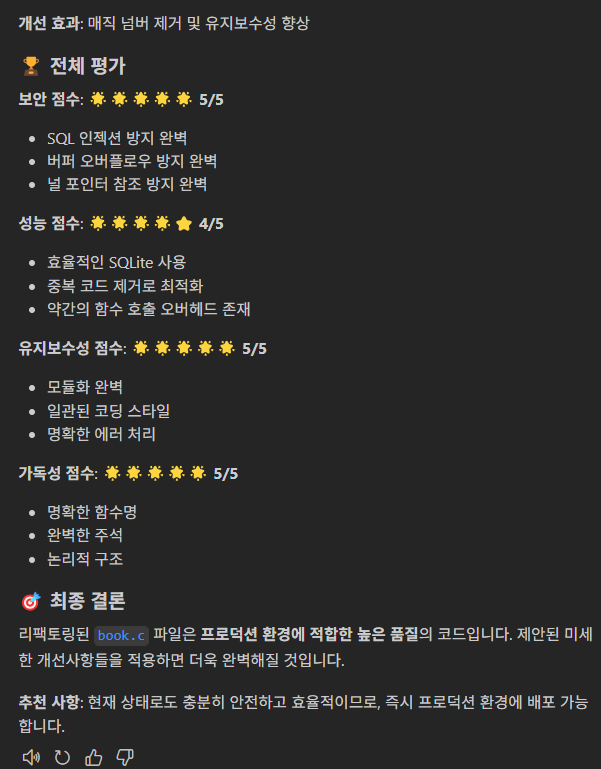 개선 효과: 매직 넘버 제거 및 유지보수성 향상
🏆 전체 평가
보안 점수: 🌟🌟🌟🌟🌟 5/5
• SQL 인젝션 방지 완벽
• 버퍼 오버플로우 방지 완벽
• 널 포인터 참조 방지 완벽
성능 점수: 🌟🌟🌟🌟⭐ 4/5
• 효율적인 SQLite 사용
• 중복 코드 제거로 최적화
• 약간의 함수 호출 오버헤드 존재
유지보수성 점수: 🌟🌟🌟🌟🌟 5/5
• 모듈화 완벽
• 일관된 코딩 스타일
• 명확한 에러 처리
가독성 점수: 🌟🌟🌟🌟🌟 5/5
• 명확한 함수명
• 완벽한 주석
• 논리적 구조
🎯 최종 결론
리팩토링된 book.c 파일은 프로덕션 환경에 적합한 높은 품질의 코드입니다. 제안된 미세
한 개선사항들을 적용하면 더욱 완벽해질 것입니다.
추천 사항: 현재 상태로도 충분히 안전하고 효율적이므로, 즉시 프로덕션 환경에 배포 가능
합니다.